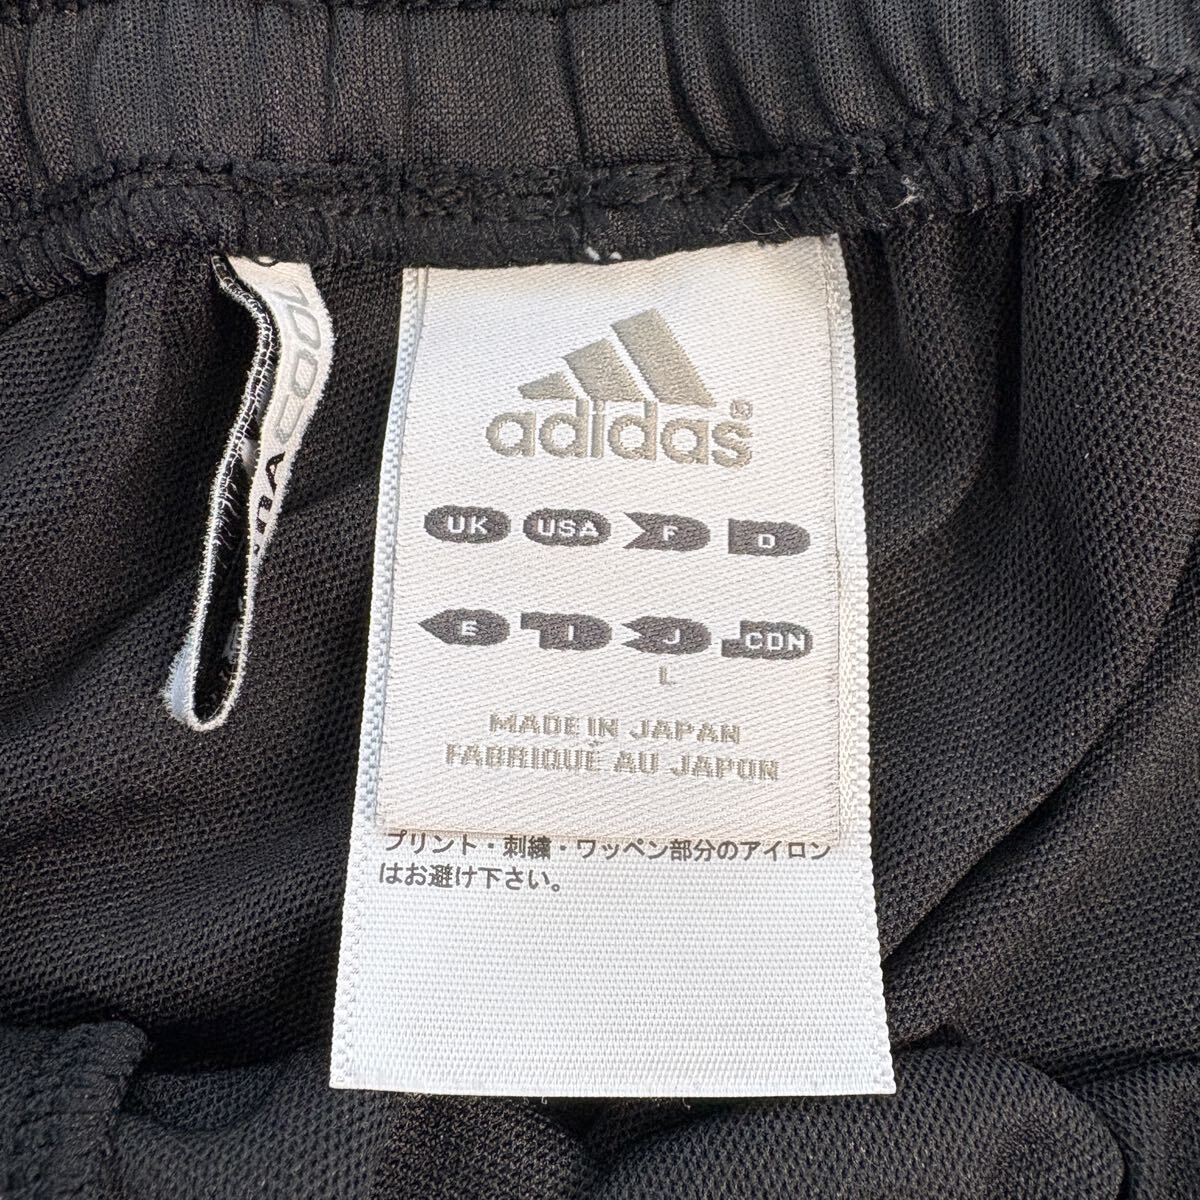 adidas®
UK USA F D
E I J CDN
L
MADE IN JAPAN
FABRIQUÉ AU JAPON
プリント・刺繍・ワッペン部分のアイロン
はお避け下さい。